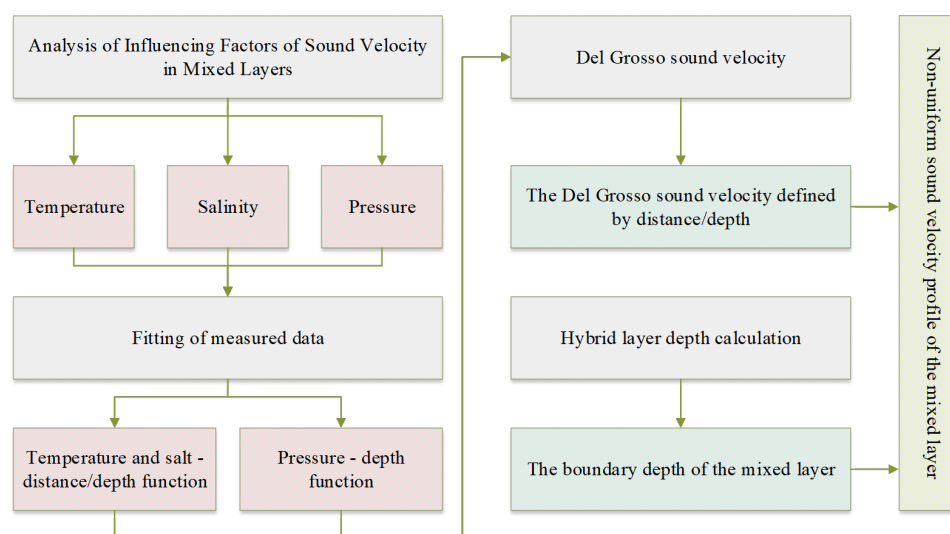 Analysis of Influencing Factors of Sound Velocity
in Mixed Layers
Temperature
Salinity
Pressure
Fitting of measured data
Temperature and salt -
distance/depth function
Pressure - depth
function
Del Grosso sound velocity
The Del Grosso sound velocity defined
by distance/depth
Hybrid layer depth calculation
The boundary depth of the mixed layer
Non-uniform sound velocity profile of the mixed layer